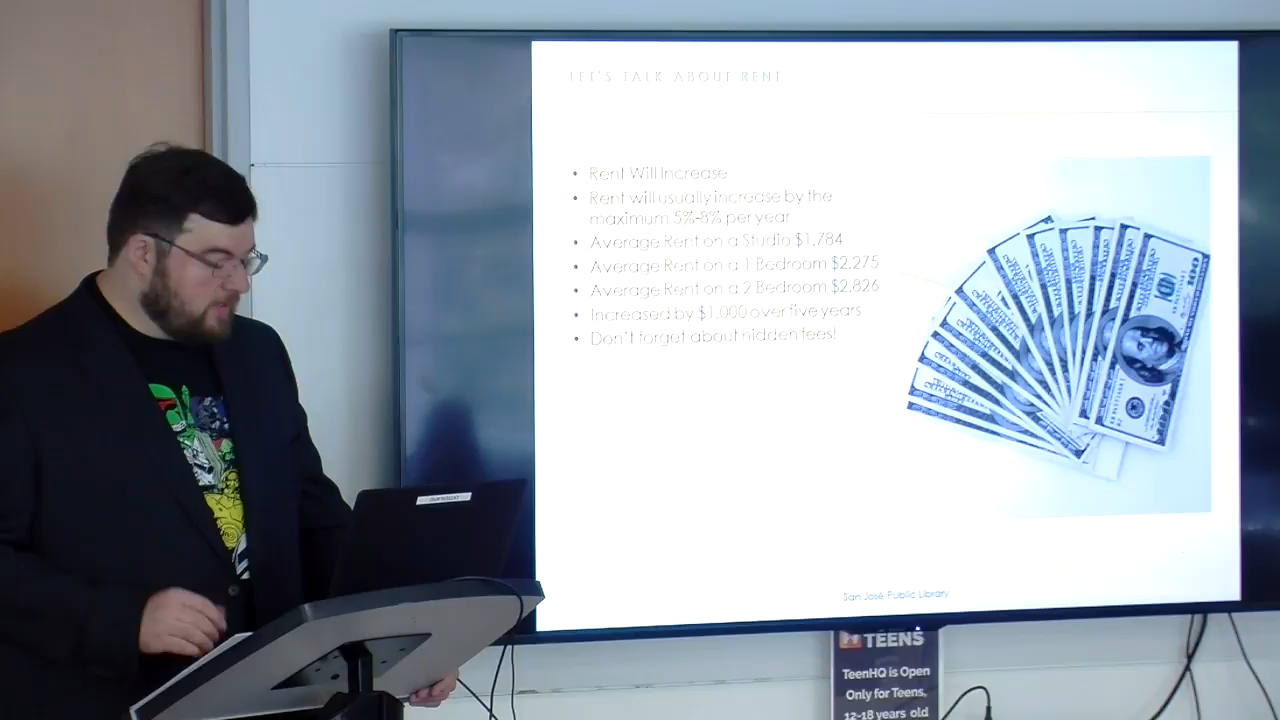 LET'S TALK ABOUT RENT
• Rent Will Increase
• Rent will usually increase by the
maximum 5%-8% per year
• Average Rent on a Studio $1,784
• Average Rent on a 1 Bedroom $2,275
• Average Rent on a 2 Bedroom $2,826
• Increased by $1,000 over five years
• Don't forget about hidden fees!
San José Public Library
TEENS
TeenHQ is Open
Only for Teens,
12-18 years old